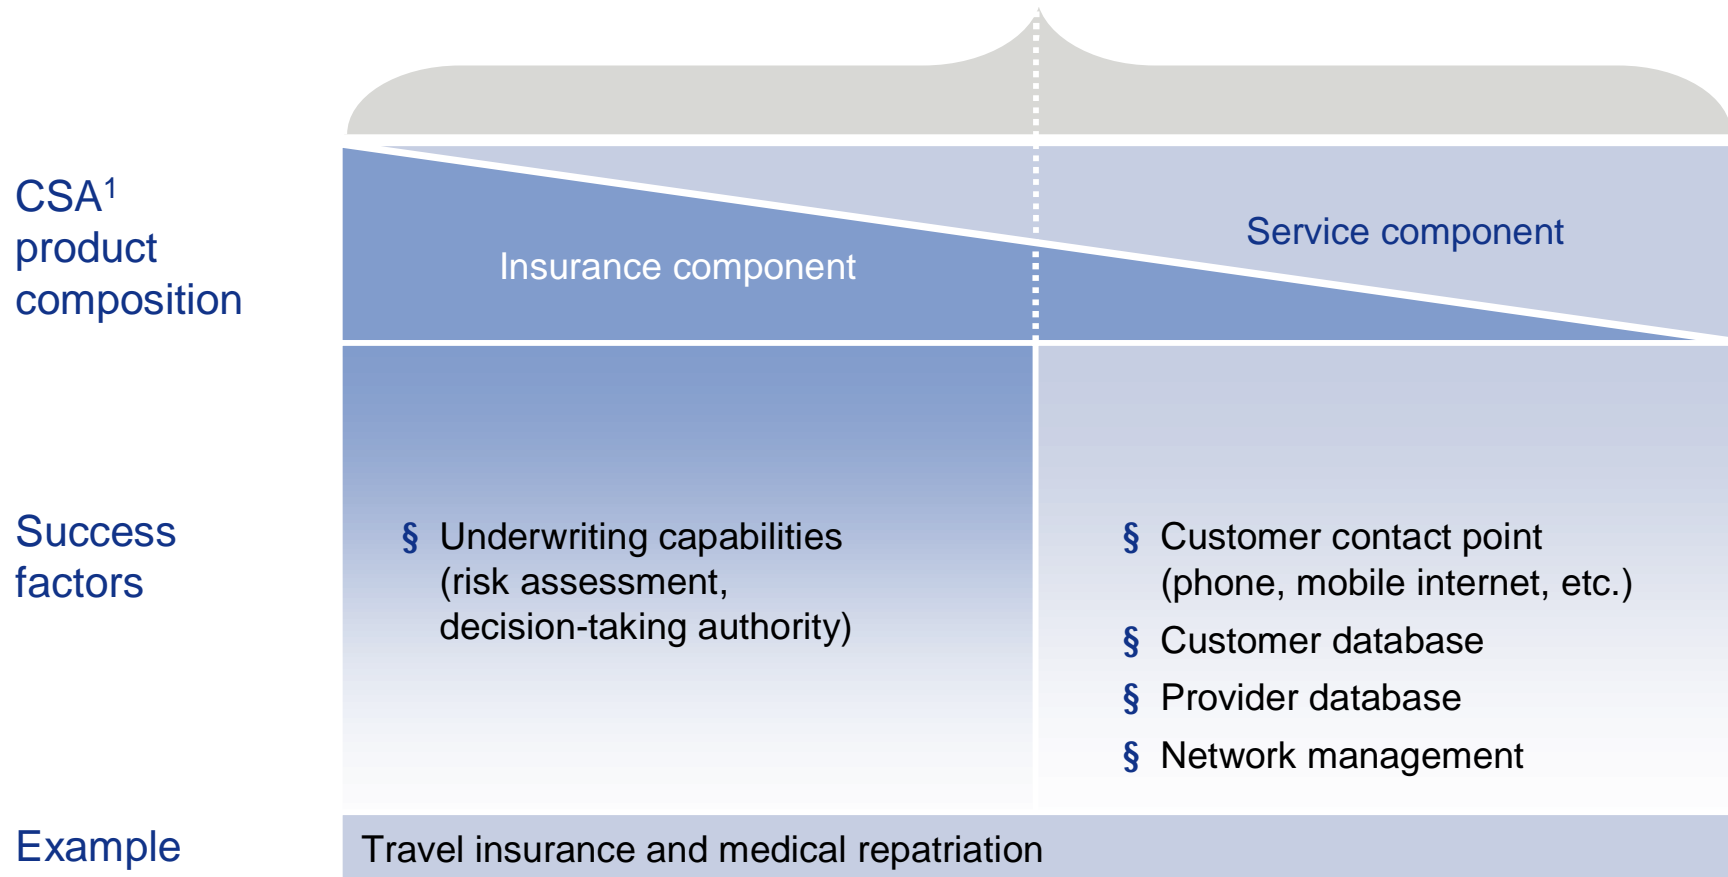 CSA¹
product
composition
Insurance component
Service component
Success
factors
§ Underwriting capabilities
(risk assessment,
decision-taking authority)
§ Customer contact point
(phone, mobile internet, etc.)
§ Customer database
§ Provider database
§ Network management
Example
Travel insurance and medical repatriation